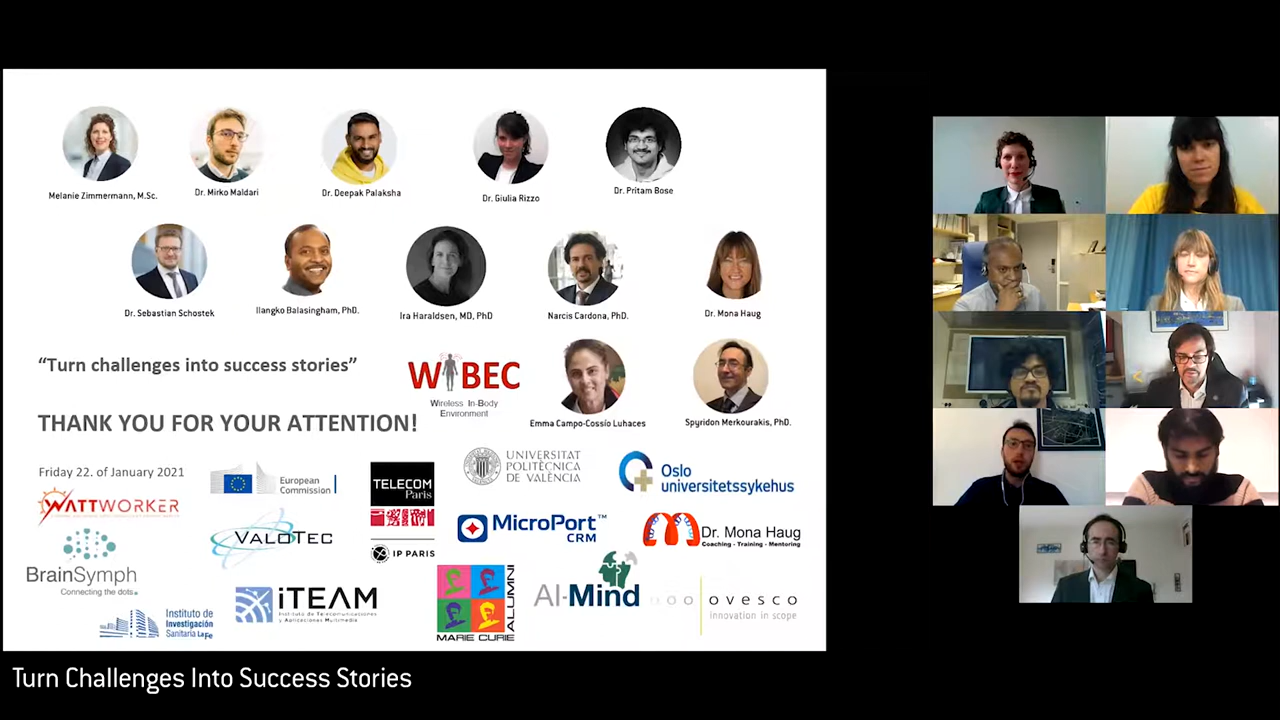 Melanie Zimmermann, M.Sc.
Dr. Mirko Maldari
Dr. Deepak Palaksha
Dr. Giulia Rizzo
Dr. Pritam Bose
Dr. Sebastian Schostek
Ilangko Balasingham, PhD.
Ira Haraldsen, MD, PhD
Narcis Cardona, PhD.
Dr. Mona Haug
“Turn challenges into success stories”
WiBEC
Wireless In-Body
Environment
Emma Campo-Cossío Luhaces
Spyridon Merkourakis, PhD.
THANK YOU FOR YOUR ATTENTION!
Friday 22. of January 2021
European
Commission
TELECOM
Paris
IP PARIS
UNIVERSITAT
POLITÈCNICA
DE VALÈNCIA
Oslo
universitetssykehus
WATTWORKER
VALOTEC
MicroPort™
CRM
Dr. Mona Haug
Coaching - Training - Mentoring
BrainSymph
Connecting the dots.
iTEAM
Instituto de Telecomunicaciones
y Aplicaciones Multimedia
MARIE CURIE
ALUMNI
AI-Mind
ovesco
innovation in scope
Instituto de
Investigación
Sanitaria La Fe
Turn Challenges Into Success Stories